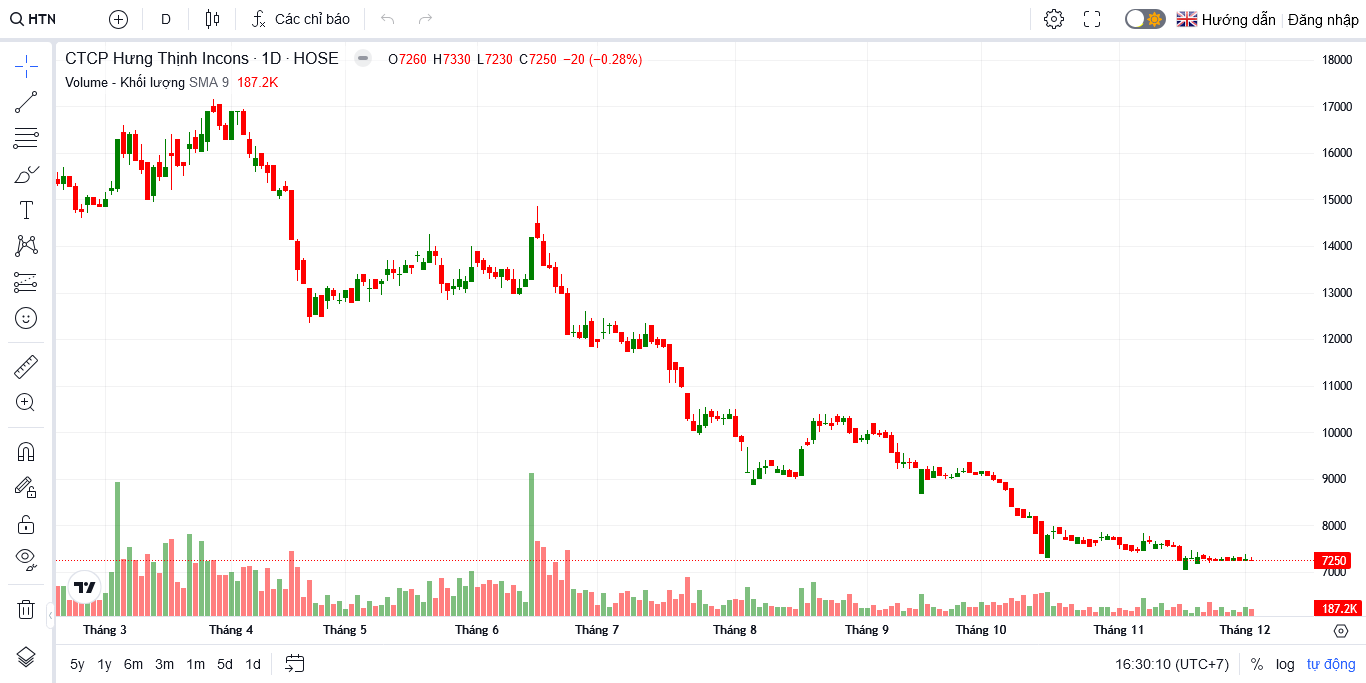 HTN D Các chỉ báo Hướng dẫn Đăng nhập
CTCP Hưng Thịnh Incons · 1D · HOSE O7260 H7330 L7230 C7250 −20 (−0.28%)
Volume - Khối lượng SMA 9 187.2K
18000
17000
16000
15000
14000
13000
12000
11000
10000
9000
8000
7250
7000
187.2K
Tháng 3 Tháng 4 Tháng 5 Tháng 6 Tháng 7 Tháng 8 Tháng 9 Tháng 10 Tháng 11 Tháng 12
5y 1y 6m 3m 1m 5d 1d 16:30:10 (UTC+7) % log tự động